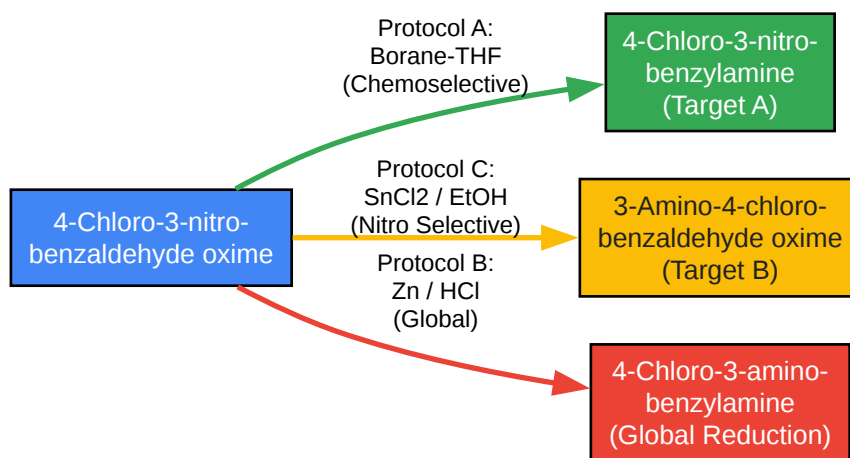 Protocol A:
Borane-THF
(Chemoselective)
4-Chloro-3-nitro-
benzylamine
(Target A)
4-Chloro-3-nitro-
benzaldehyde oxime
Protocol C:
SnCl2 / EtOH
(Nitro Selective)
3-Amino-4-chloro-
benzaldehyde oxime
(Target B)
Protocol B:
Zn / HCl
(Global)
4-Chloro-3-amino-
benzylamine
(Global Reduction)